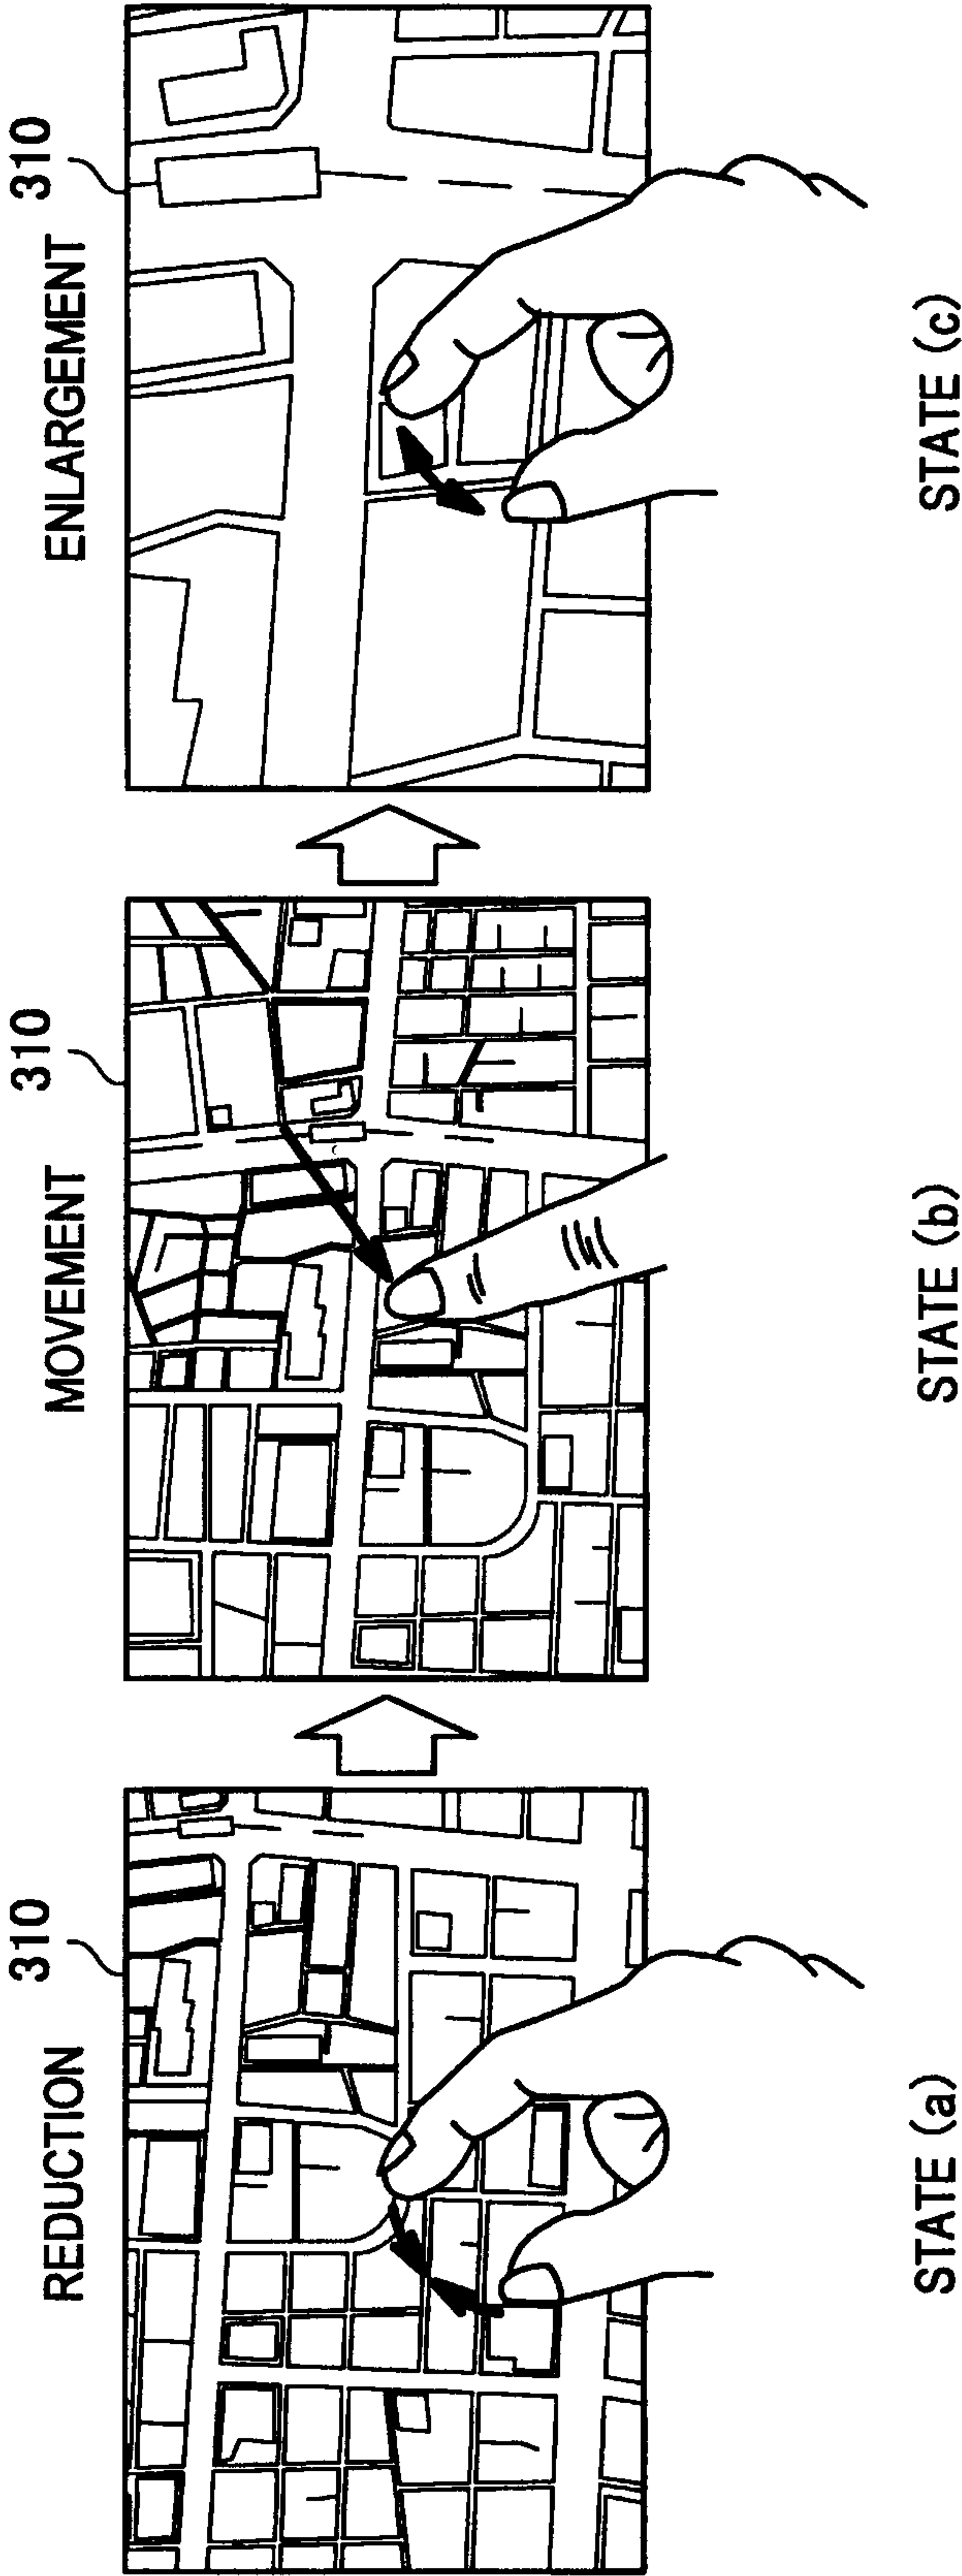 REDUCTION
310
MOVEMENT
310
ENLARGEMENT
310
STATE (a)
STATE (b)
STATE (c)